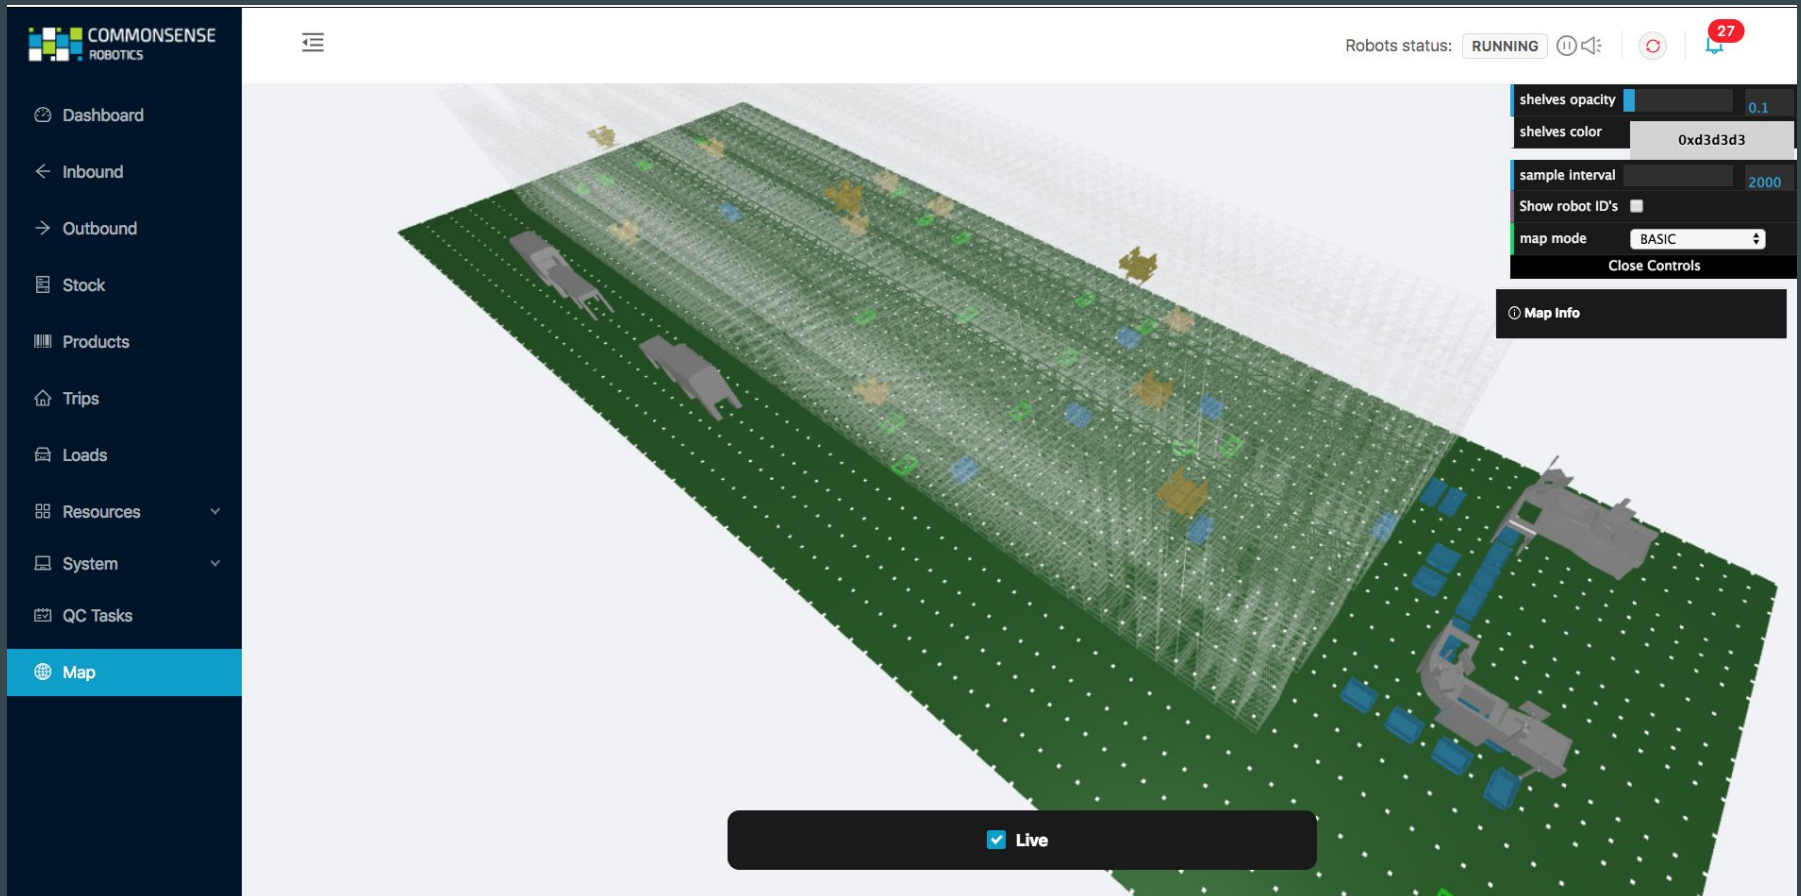 COMMONSENSE
ROBOTICS
Robots status: RUNNING
27
Dashboard
Inbound
Outbound
Stock
Products
Trips
Loads
Resources
System
QC Tasks
Map
shelves opacity 0.1
shelves color 0xd3d3d3
sample interval 2000
Show robot ID's
map mode BASIC
Close Controls
Map Info
Live